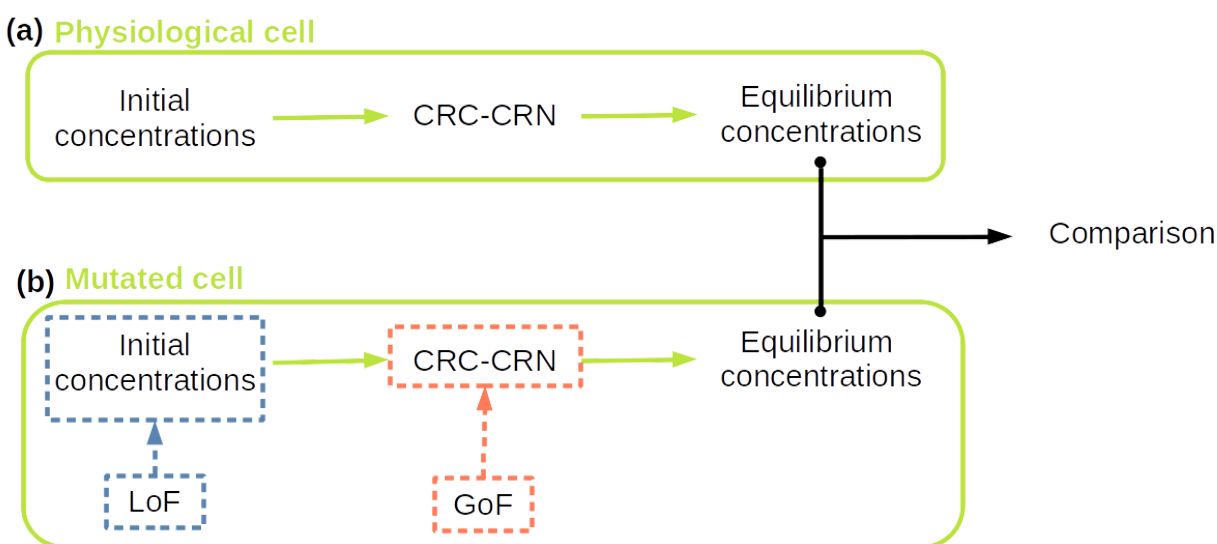 (a) Physiological cell
Initial
concentrations
CRC-CRN
Equilibrium
concentrations
Comparison
(b) Mutated cell
Initial
concentrations
CRC-CRN
Equilibrium
concentrations
LoF
GoF